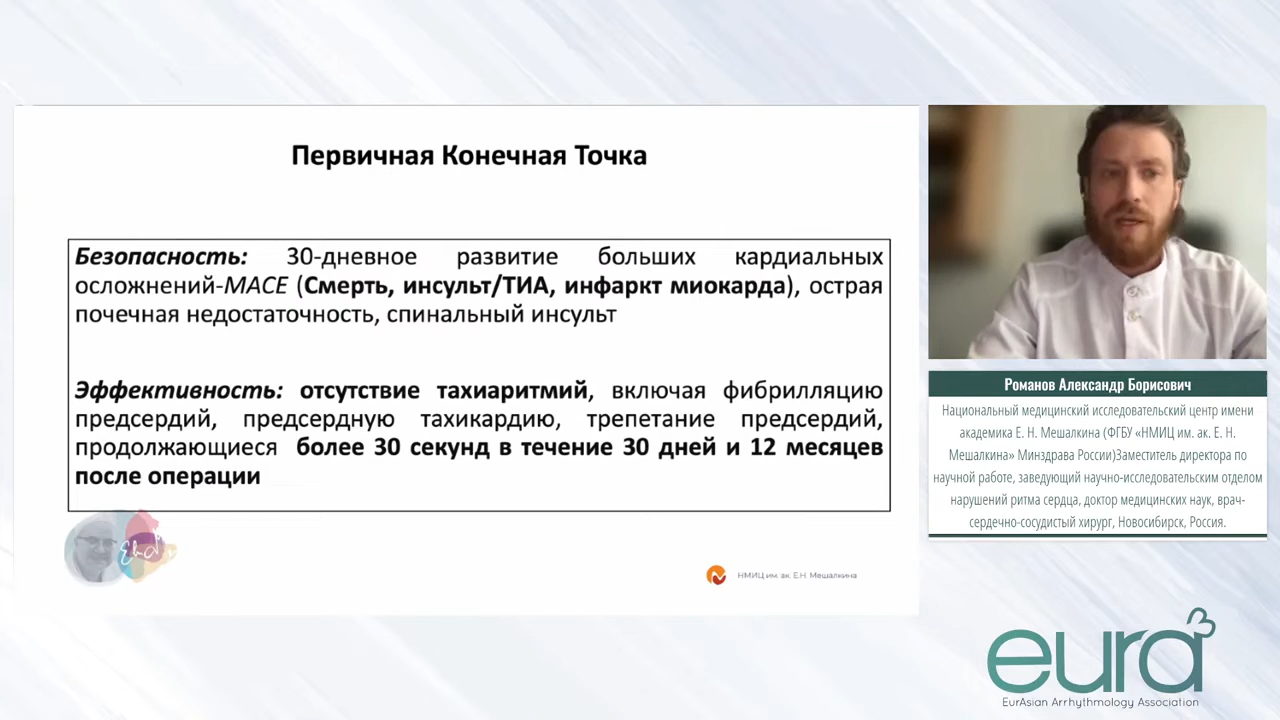 Первичная Конечная Точка
Безопасность: 30-дневное развитие больших кардиальных
осложнений-MACE (Смерть, инсульт/ТИА, инфаркт миокарда), острая
почечная недостаточность, спинальный инсульт
Эффективность: отсутствие тахиаритмий, включая фибрилляцию
предсердий, предсердную тахикардию, трепетание предсердий,
продолжающиеся более 30 секунд в течение 30 дней и 12 месяцев
после операции
НМИЦ им. ак. Е.Н. Мешалкина
Романов Александр Борисович
Национальный медицинский исследовательский центр имени
академика Е. Н. Мешалкина (ФГБУ «НМИЦ им. ак. Е. Н.
Мешалкина» Минздрава России)Заместитель директора по
научной работе, заведующий научно-исследовательским отделом
нарушений ритма сердца, доктор медицинских наук, врач-
сердечно-сосудистый хирург, Новосибирск, Россия.
eura
EurAsian Arrhythmology Association